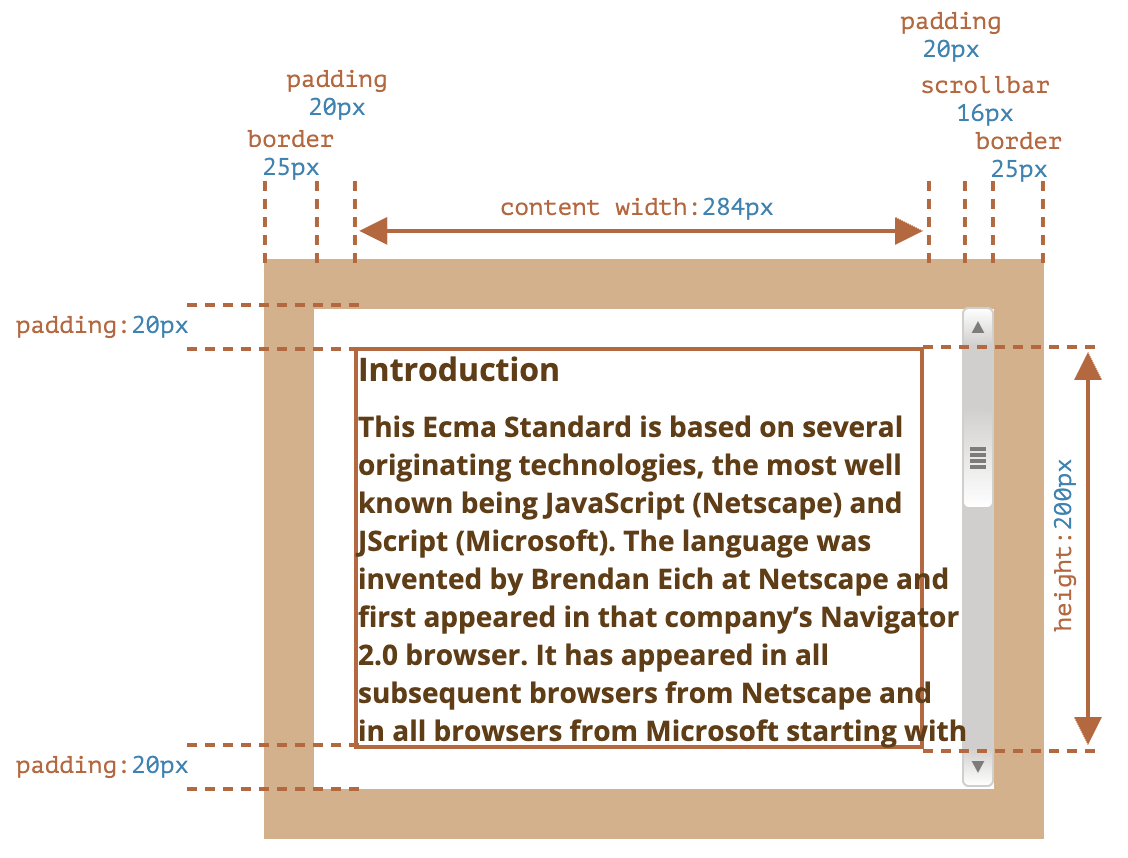 padding
20px
padding
20px
scrollbar
16px
border
25px
border
25px
content width:284px
padding:20px
Introduction
This Ecma Standard is based on several
originating technologies, the most well
known being JavaScript (Netscape) and
JScript (Microsoft). The language was
invented by Brendan Eich at Netscape and
first appeared in that company’s Navigator
2.0 browser. It has appeared in all
subsequent browsers from Netscape and
in all browsers from Microsoft starting with
height:200px
padding:20px